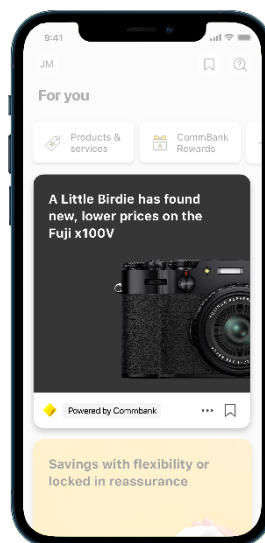 9:41
JM
For you
Products &
services
CommBank
Rewards
A Little Birdie has found
new, lower prices on the
Fuji x100V
Powered by Commbank
Savings with flexibility or
locked in reassurance